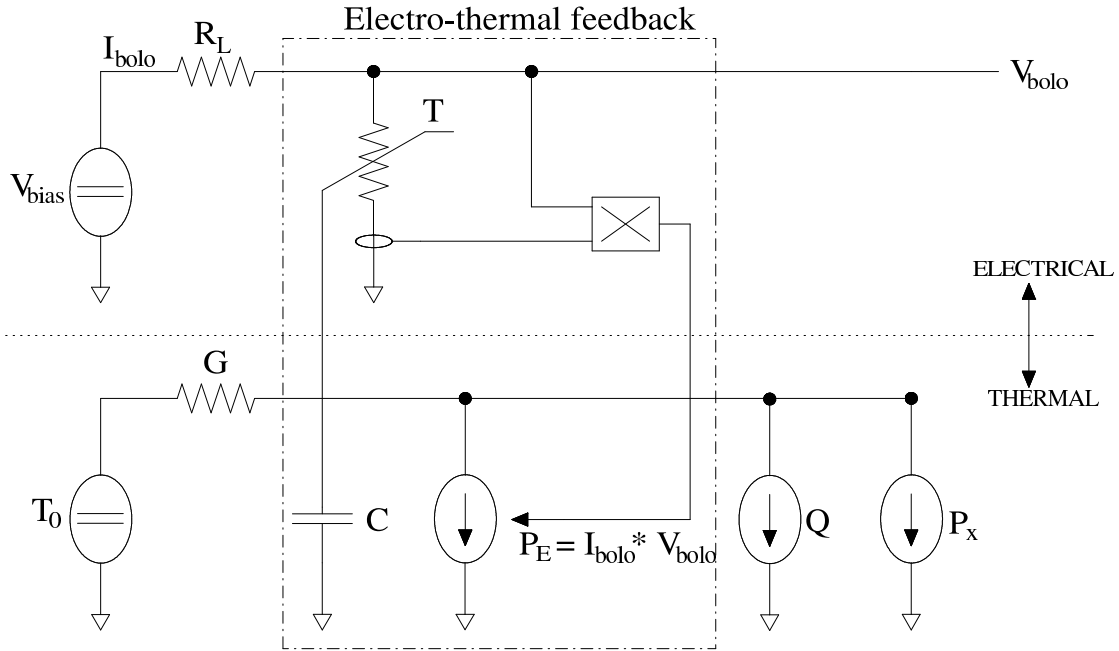 Electro-thermal feedback
I_bolo
R_L
V_bolo
T
V_bias
ELECTRICAL
G
THERMAL
T_0
C
P_E = I_bolo * V_bolo
Q
P_x